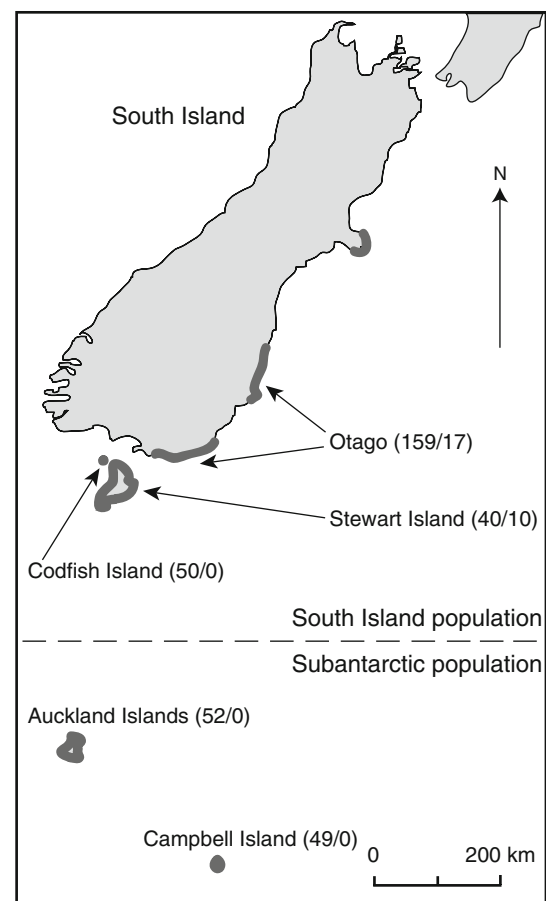 South Island
N
Otago (159/17)
Stewart Island (40/10)
Codfish Island (50/0)
South Island population
Subantarctic population
Auckland Islands (52/0)
Campbell Island (49/0)
0 200 km